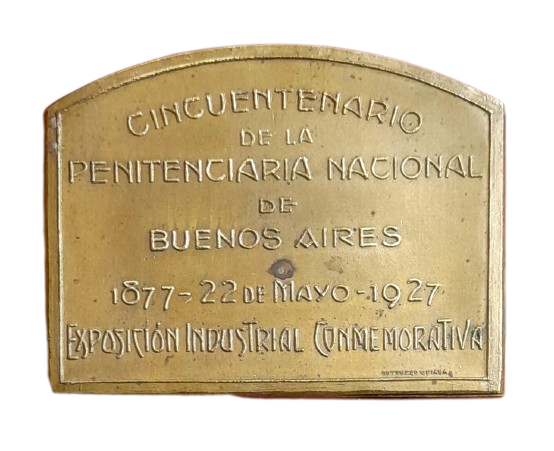 CINCUENTENARIO
DE LA
PENITENCIARIA NACIONAL
DE
BUENOS AIRES
1877-22 DE MAYO-1927
EXPOSICIÓN INDUSTRIAL CONMEMORATIVA